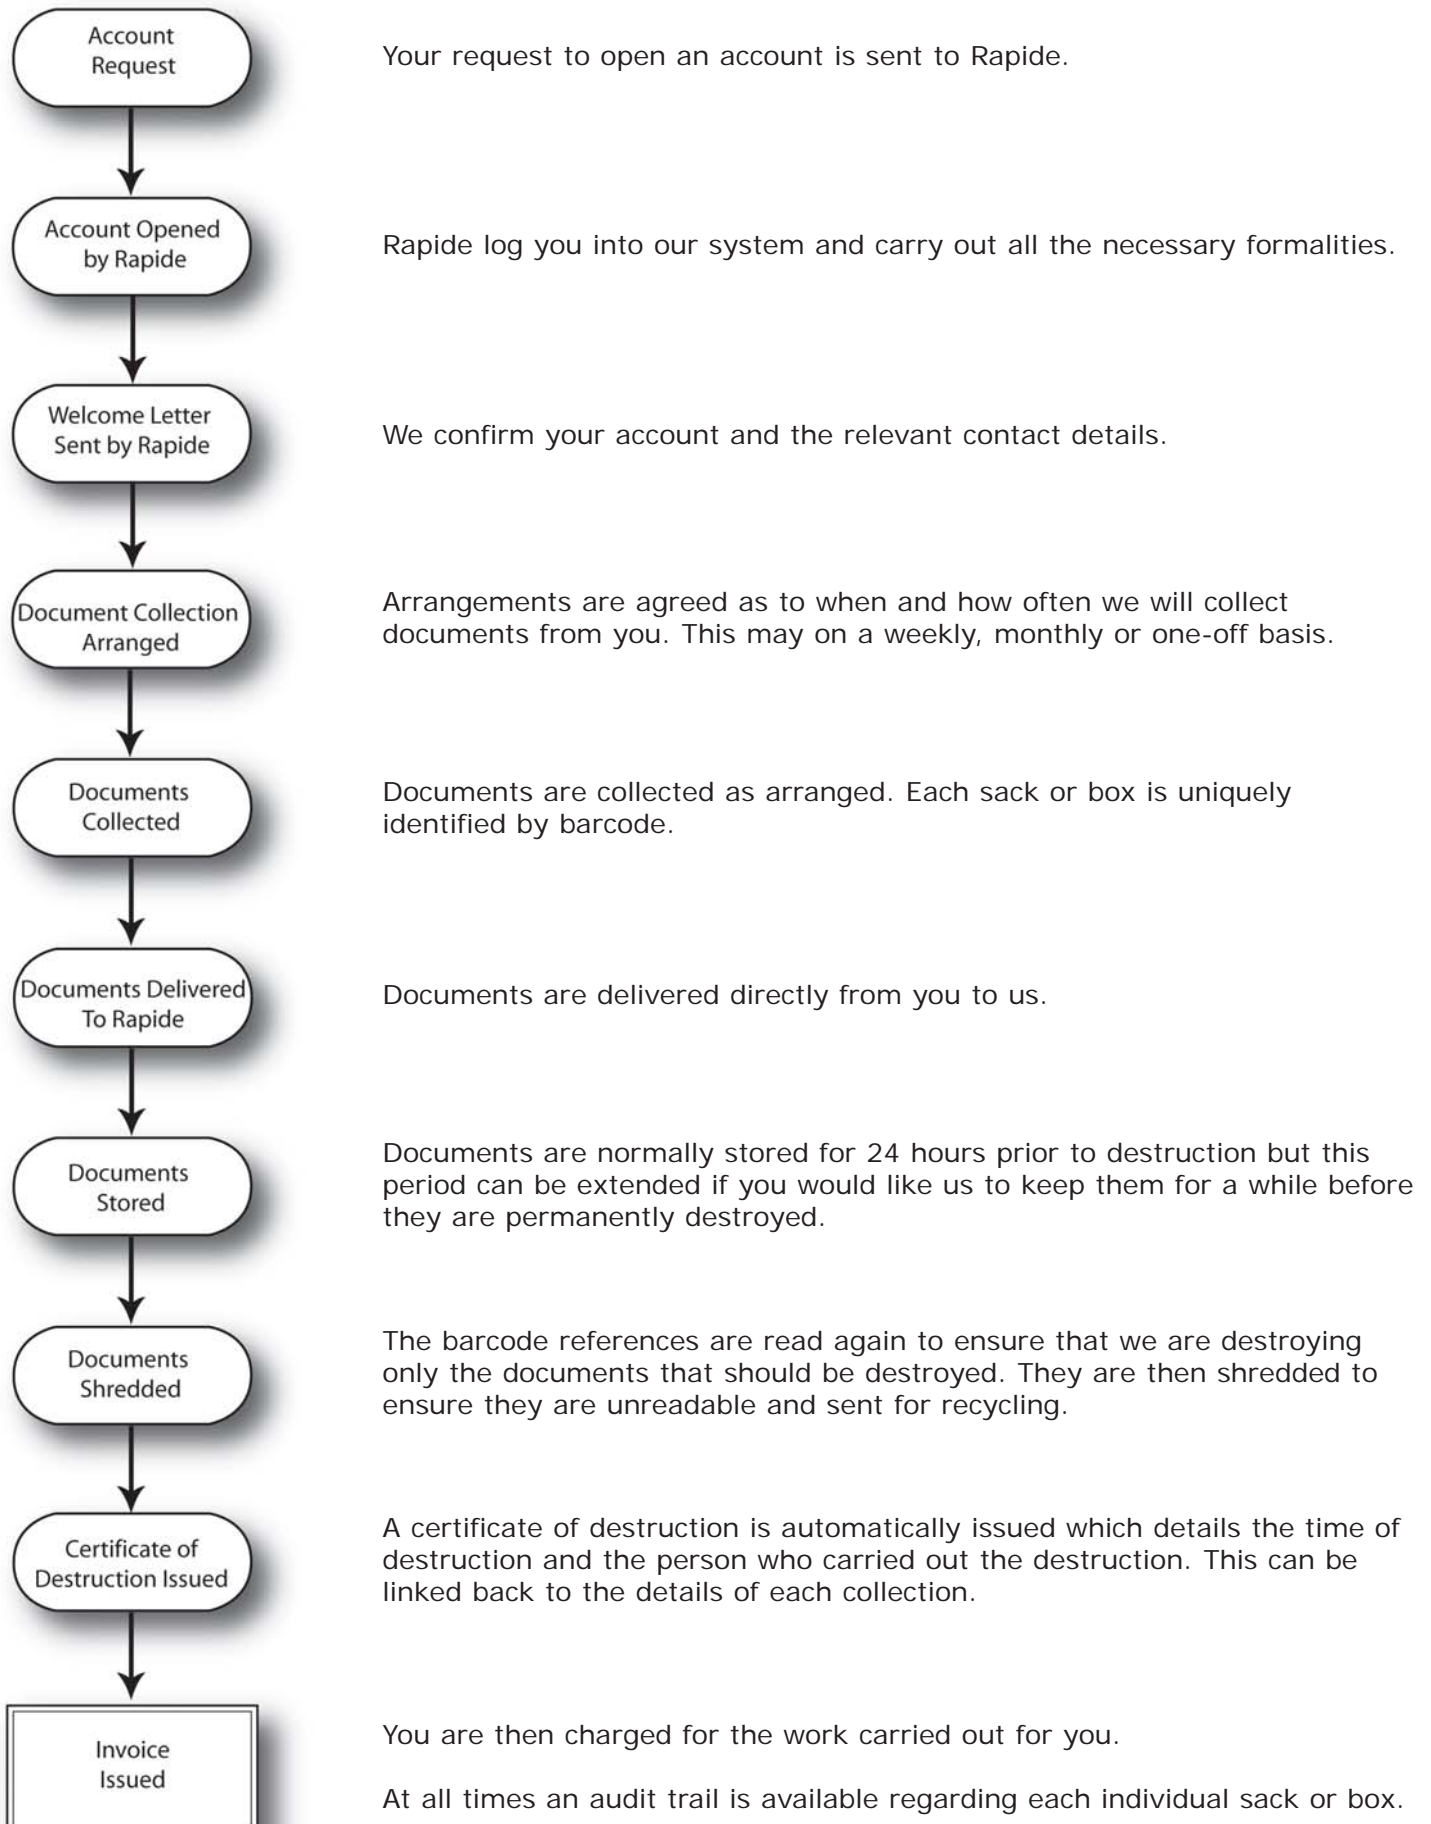 Account
Request
Your request to open an account is sent to Rapide.
Account Opened
by Rapide
Rapide log you into our system and carry out all the necessary formalities.
Welcome Letter
Sent by Rapide
We confirm your account and the relevant contact details.
Document Collection
Arranged
Arrangements are agreed as to when and how often we will collect
documents from you. This may on a weekly, monthly or one-off basis.
Documents
Collected
Documents are collected as arranged. Each sack or box is uniquely
identified by barcode.
Documents Delivered
To Rapide
Documents are delivered directly from you to us.
Documents
Stored
Documents are normally stored for 24 hours prior to destruction but this
period can be extended if you would like us to keep them for a while before
they are permanently destroyed.
Documents
Shredded
The barcode references are read again to ensure that we are destroying
only the documents that should be destroyed. They are then shredded to
ensure they are unreadable and sent for recycling.
Certificate of
Destruction Issued
A certificate of destruction is automatically issued which details the time of
destruction and the person who carried out the destruction. This can be
linked back to the details of each collection.
Invoice
Issued
You are then charged for the work carried out for you.
At all times an audit trail is available regarding each individual sack or box.